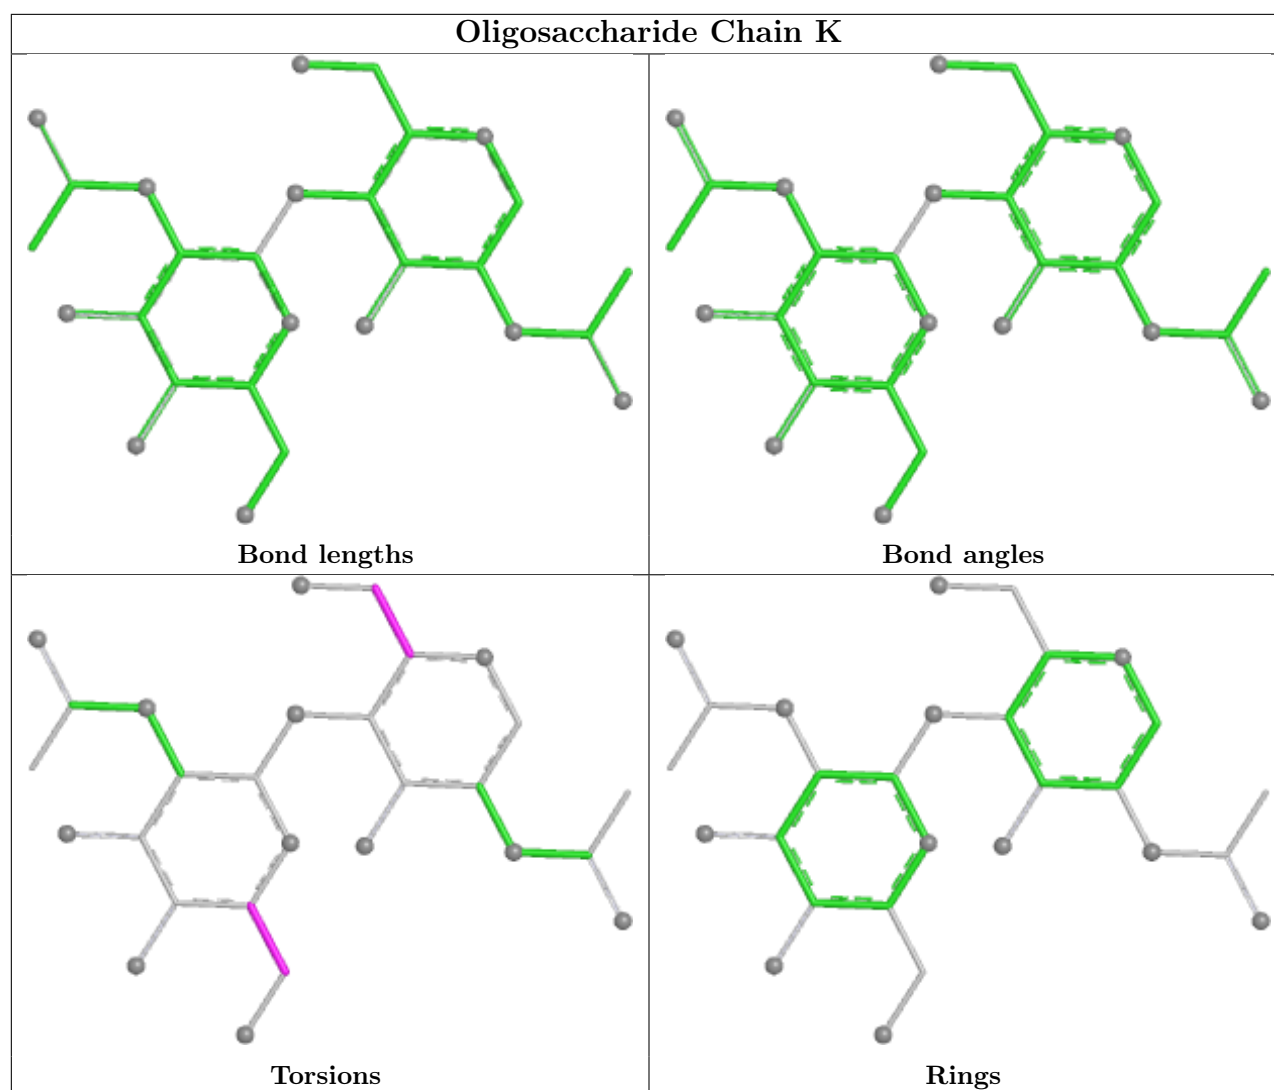 Oligosaccharide Chain K
Bond lengths
Bond angles
Torsions
Rings